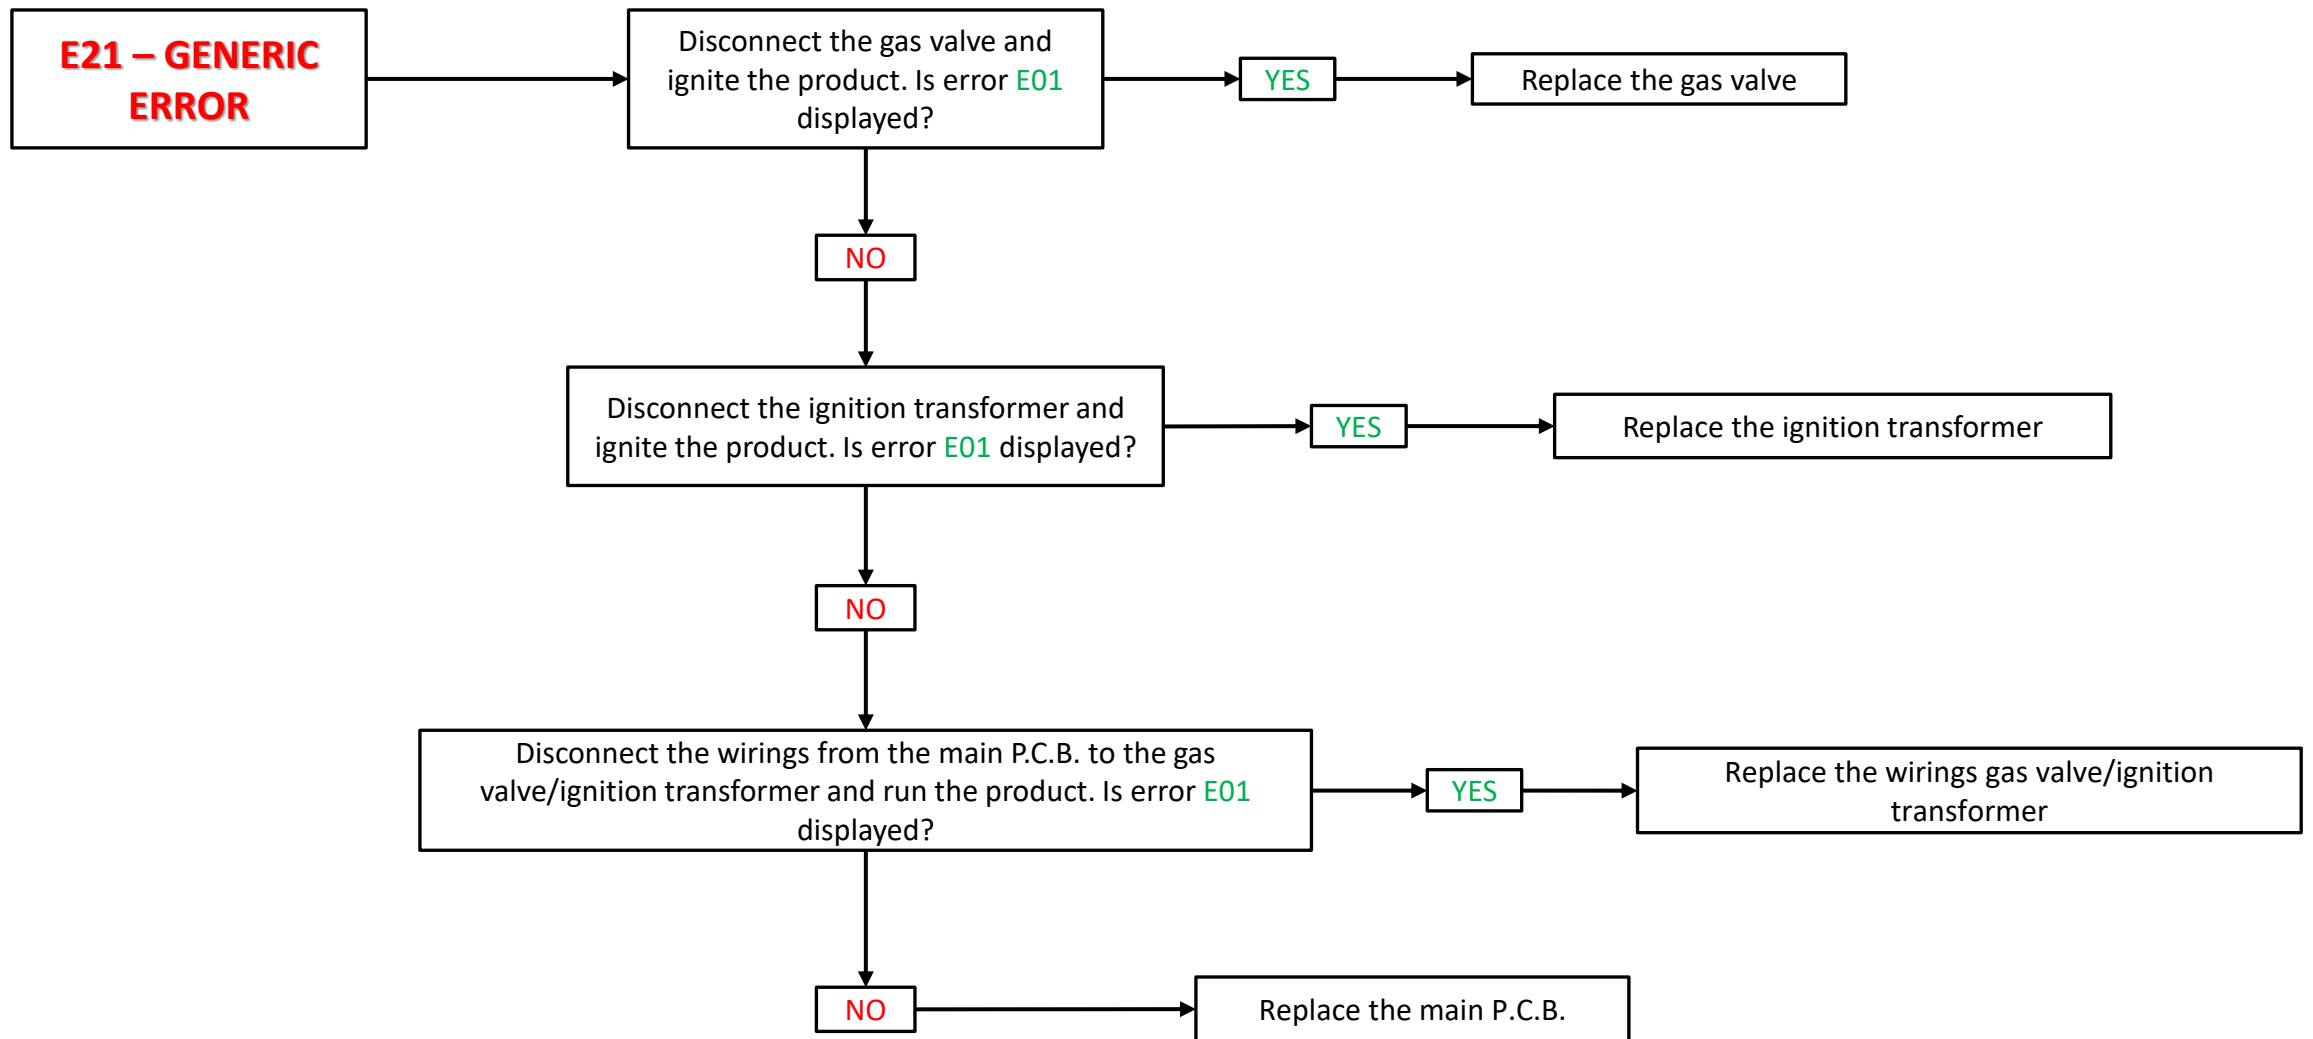 E21 – GENERIC
ERROR
Disconnect the gas valve and
ignite the product. Is error E01
displayed?
YES
Replace the gas valve
NO
Disconnect the ignition transformer and
ignite the product. Is error E01 displayed?
YES
Replace the ignition transformer
NO
Disconnect the wirings from the main P.C.B. to the gas
valve/ignition transformer and run the product. Is error E01
displayed?
YES
Replace the wirings gas valve/ignition
transformer
NO
Replace the main P.C.B.